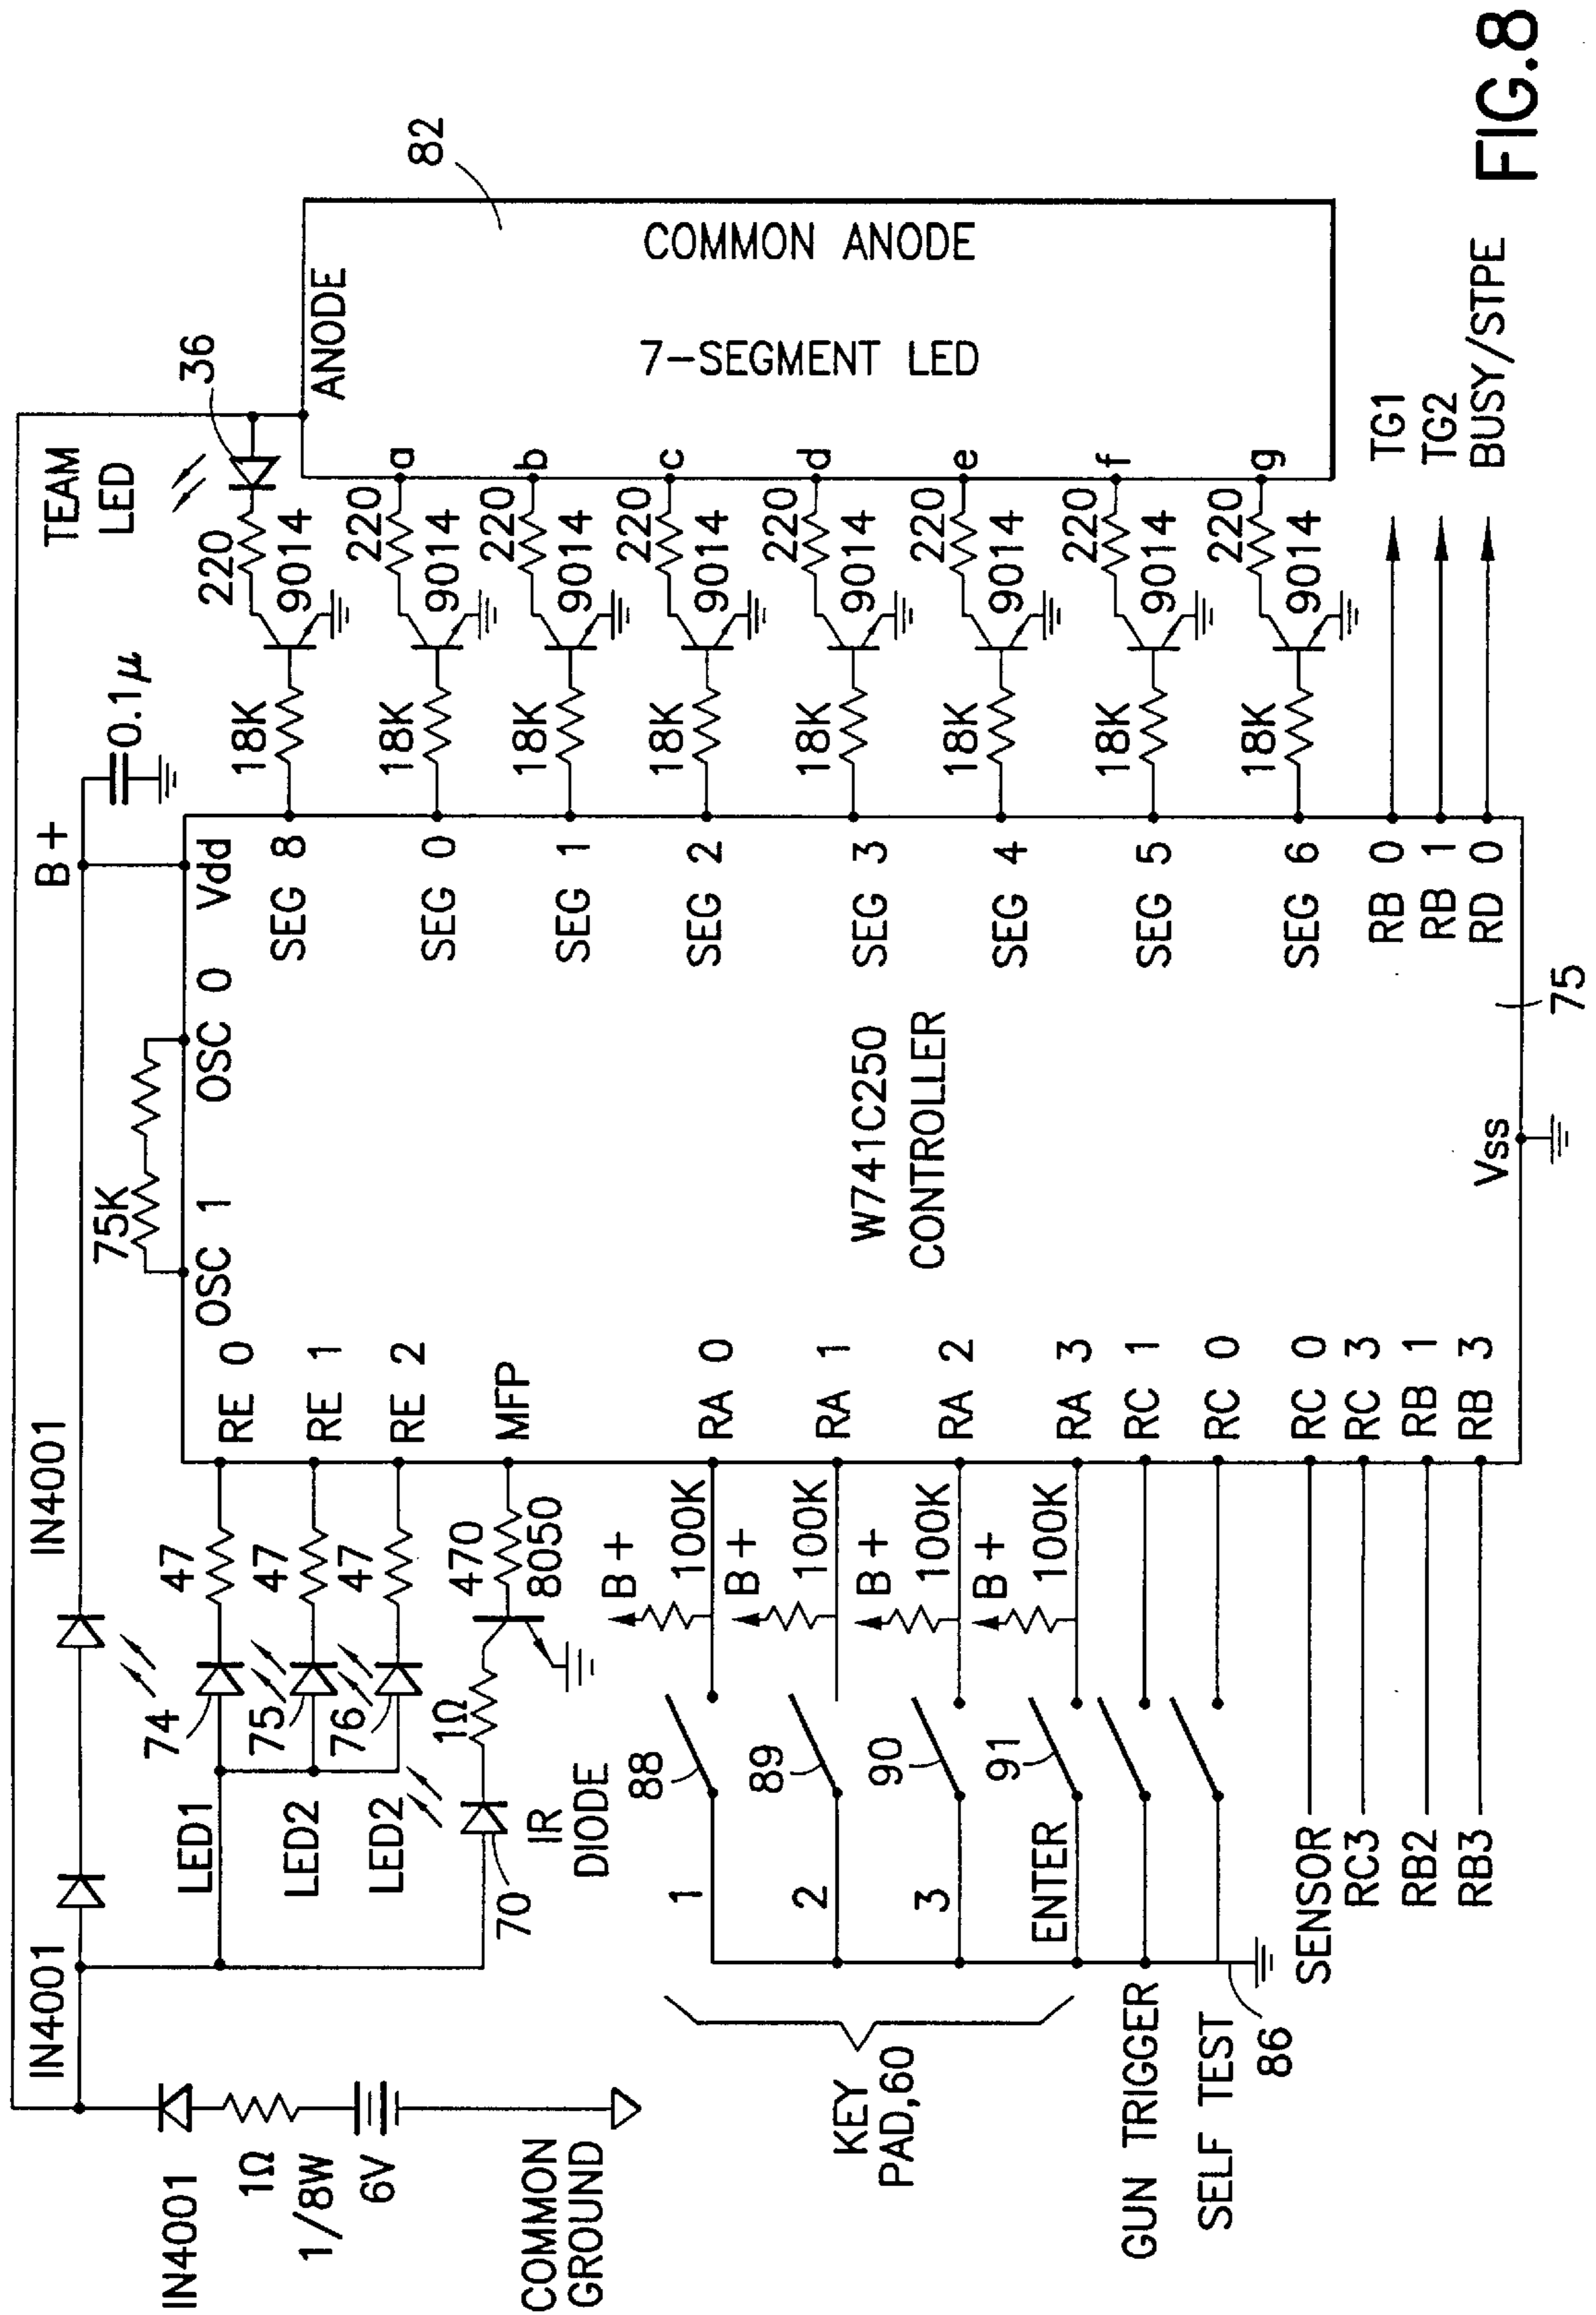 IN4001
1Ω
1/8W
6V
COMMON
GROUND
IN4001
IN4001
B+
0.1µ
TEAM
LED
36
LED1
74
47
RE 0
LED2
75
47
RE 1
LED2
76
47
RE 2
70
IR
DIODE
1Ω
470
8050
MFP
75K
OSC 1
OSC 0
Vdd
KEY
PAD,60
1
88
B+
100K
RA 0
2
89
B+
100K
RA 1
3
90
B+
100K
RA 2
ENTER
91
B+
100K
RA 3
GUN TRIGGER
RC 1
SELF TEST
RC 0
86
SENSOR
RC 0
RC3
RC 3
RB2
RB 1
RB3
RB 3
W741C250
CONTROLLER
Vss
75
SEG 8
18K
9014
220
SEG 0
18K
9014
220
a
SEG 1
18K
9014
220
b
SEG 2
18K
9014
220
c
SEG 3
18K
9014
220
d
SEG 4
18K
9014
220
e
SEG 5
18K
9014
220
f
SEG 6
18K
9014
220
g
RB 0
TG1
RB 1
TG2
RD 0
BUSY/STPE
ANODE
COMMON ANODE
7-SEGMENT LED
82
FIG.8